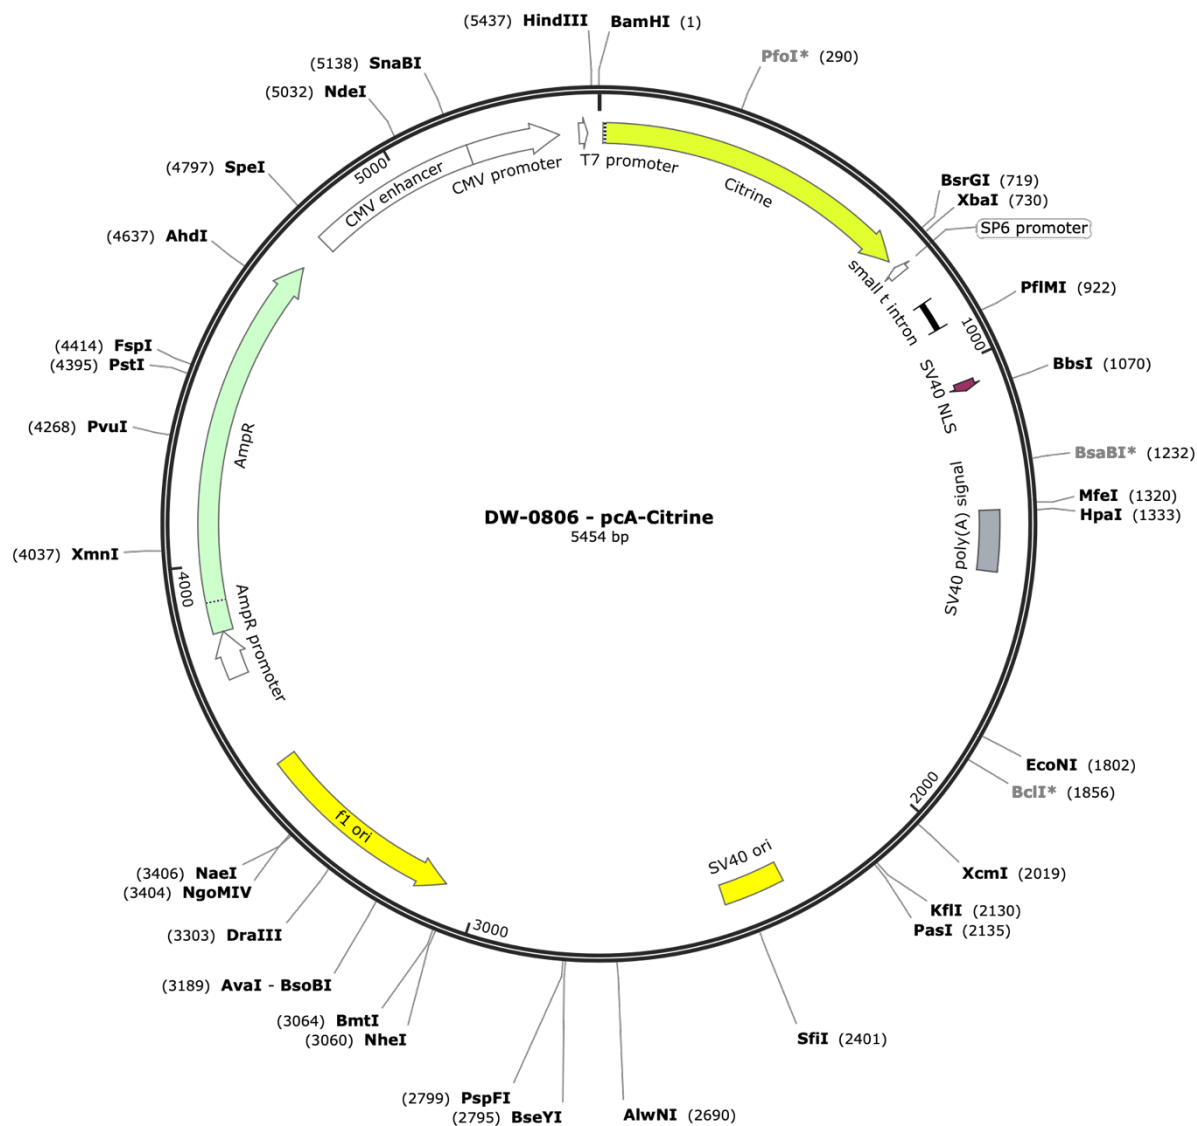 (5437) HindIII
BamHI (1)
PfoI* (290)
(5138) SnaBI
(5032) NdeI
(4797) SpeI
(4637) AhdI
(4414) FspI
(4395) PstI
(4268) PvuI
(4037) XmnI
5000
CMV enhancer
CMV promoter
T7 promoter
Citrine
BsrGI (719)
XbaI (730)
SP6 promoter
small t intron
PflMI (922)
1000
BbsI (1070)
SV40 NLS
BsaBI* (1232)
MfeI (1320)
HpaI (1333)
SV40 poly(A) signal
AmpR
DW-0806 - pcA-Citrine
5454 bp
4000
AmpR promoter
EcoNI (1802)
BclI* (1856)
2000
XcmI (2019)
KflI (2130)
PasI (2135)
SV40 ori
SfiI (2401)
f1 ori
3000
(3406) NaeI
(3404) NgoMIV
(3303) DraIII
(3189) AvaI - BsoBI
(3064) BmtI
(3060) NheI
(2799) PspFI
(2795) BseYI
AlwNI (2690)